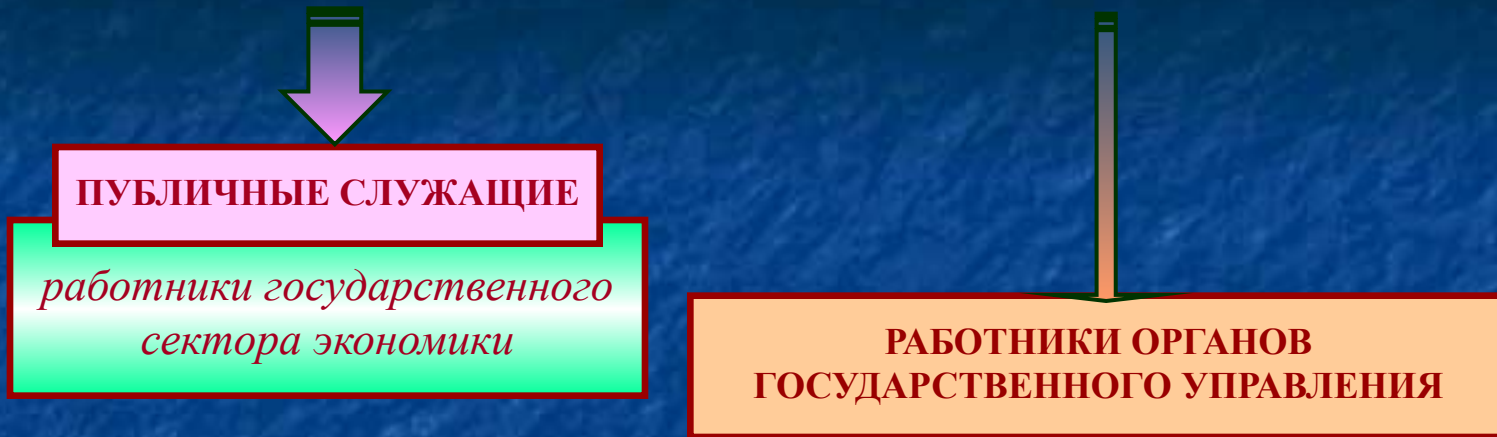 ПУБЛИЧНЫЕ СЛУЖАЩИЕ
работники государственного
сектора экономики
РАБОТНИКИ ОРГАНОВ
ГОСУДАРСТВЕННОГО УПРАВЛЕНИЯ